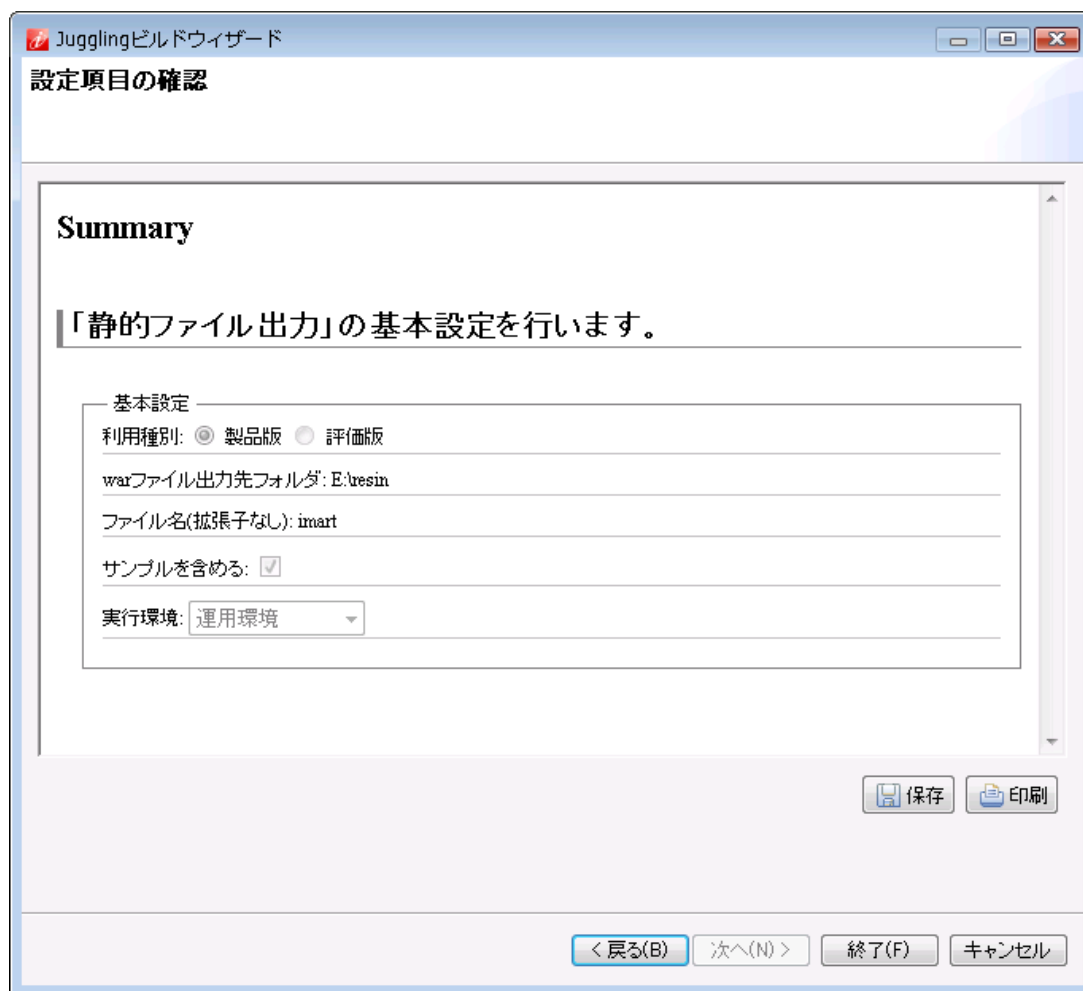 Jugglingビルドウィザード
設定項目の確認
Summary
「静的ファイル出力」の基本設定を行います。
基本設定
利用種別: 製品版 評価版
warファイル出力先フォルダ: E:\resin
ファイル名(拡張子なし): imart
サンプルを含める:
実行環境: 運用環境
保存 印刷
< 戻る(B) 次へ(N) > 終了(F) キャンセル